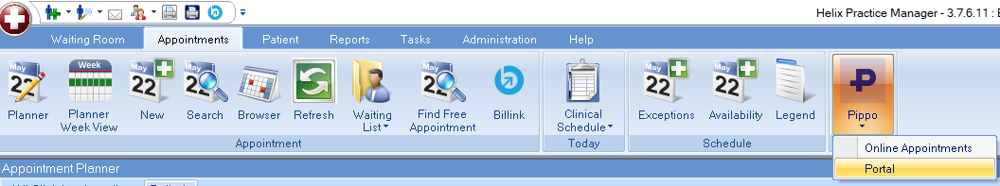 Helix Practice Manager - 3.7.6.11 :
Waiting Room Appointments Patient Reports Tasks Administration Help
May 22 Planner
Week Planner Week View
May 22 New
May 22 Search
Browser
Refresh
Waiting List
May 22 Find Free Appointment
Billink
Clinical Schedule
May 22 Exceptions
May 22 Availability
Legend
Pippo
Appointment Today Schedule
Online Appointments
Portal
Appointment Planner